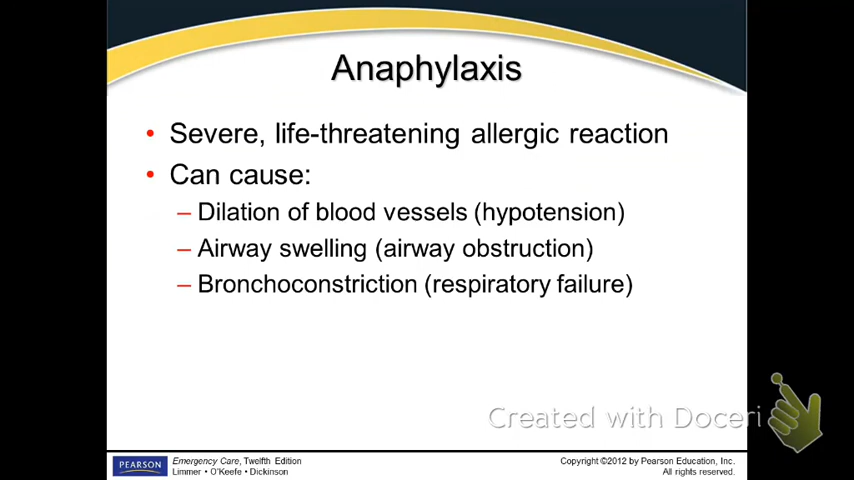 Anaphylaxis
• Severe, life-threatening allergic reaction
• Can cause:
– Dilation of blood vessels (hypotension)
– Airway swelling (airway obstruction)
– Bronchoconstriction (respiratory failure)
Created with Doceri
PEARSON
Emergency Care, Twelfth Edition
Limmer • O'Keefe • Dickinson
Copyright ©2012 by Pearson Education, Inc.
All rights reserved.